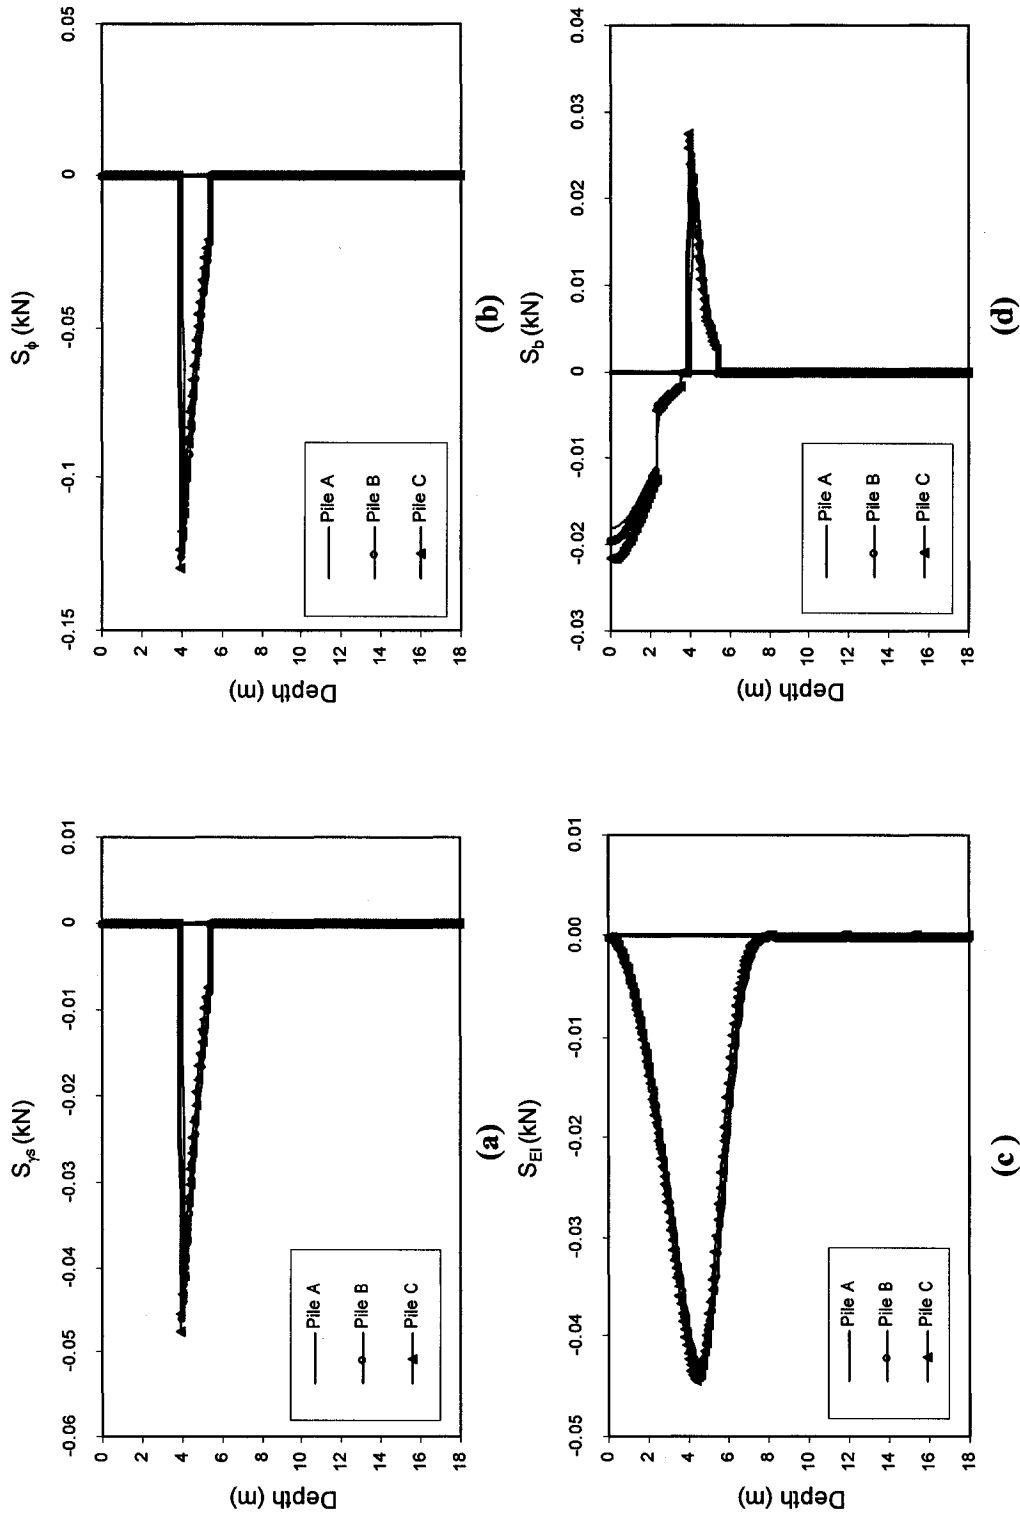 S_γs (kN)
-0.06 -0.05 -0.04 -0.03 -0.02 -0.01 0 0.01
Depth (m)
0
2
4
6
8
10
12
14
16
18
Pile A
Pile B
Pile C
(a)
S_ϕ (kN)
-0.15 -0.1 -0.05 0 0.05
Depth (m)
0
2
4
6
8
10
12
14
16
18
Pile A
Pile B
Pile C
(b)
S_EI (kN)
-0.05 -0.04 -0.03 -0.02 -0.01 0.00 0.01
Depth (m)
0
2
4
6
8
10
12
14
16
18
Pile A
Pile B
Pile C
(c)
S_b (kN)
-0.03 -0.02 -0.01 0 0.01 0.02 0.03 0.04
Depth (m)
0
2
4
6
8
10
12
14
16
18
Pile A
Pile B
Pile C
(d)